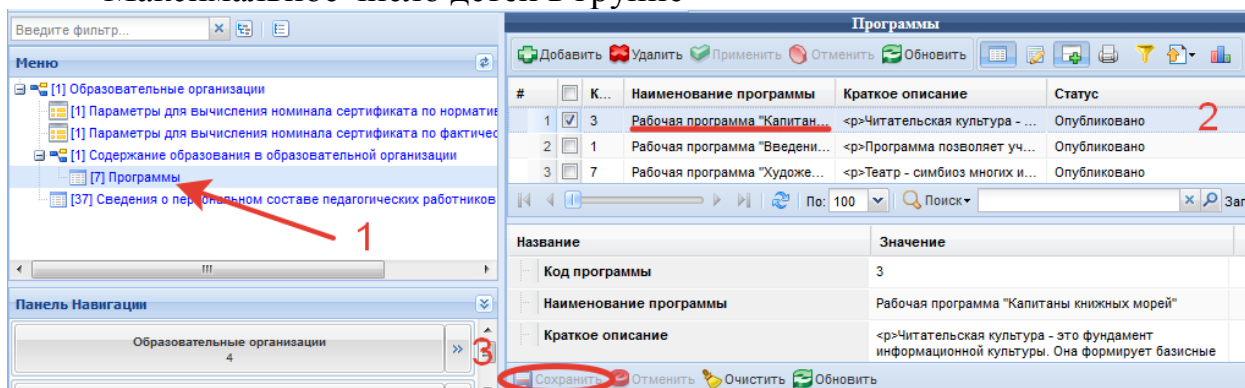 Максимальное число детей в группе
Введите фильтр...
Меню
[1] Образовательные организации
[1] Параметры для вычисления номинала сертификата по норматив
[1] Параметры для вычисления номинала сертификата по фактичес
[1] Содержание образования в образовательной организации
[7] Программы
[37] Сведения о персональном составе педагогических работников
1
Панель Навигации
Образовательные организации
4
3
Программы
Добавить Удалить Применить Отменить Обновить
# К... Наименование программы Краткое описание Статус
1 3 Рабочая программа "Капитан... <p>Читательская культура - ... Опубликовано
2
2 1 Рабочая программа "Введени... <p>Программа позволяет уч... Опубликовано
3 7 Рабочая программа "Художе... <p>Театр - симбиоз многих и... Опубликовано
По: 100 Поиск Заг
Название Значение
Код программы 3
Наименование программы Рабочая программа "Капитаны книжных морей"
Краткое описание <p>Читательская культура - это фундамент
информационной культуры. Она формирует базисные
Сохранить Отменить Очистить Обновить